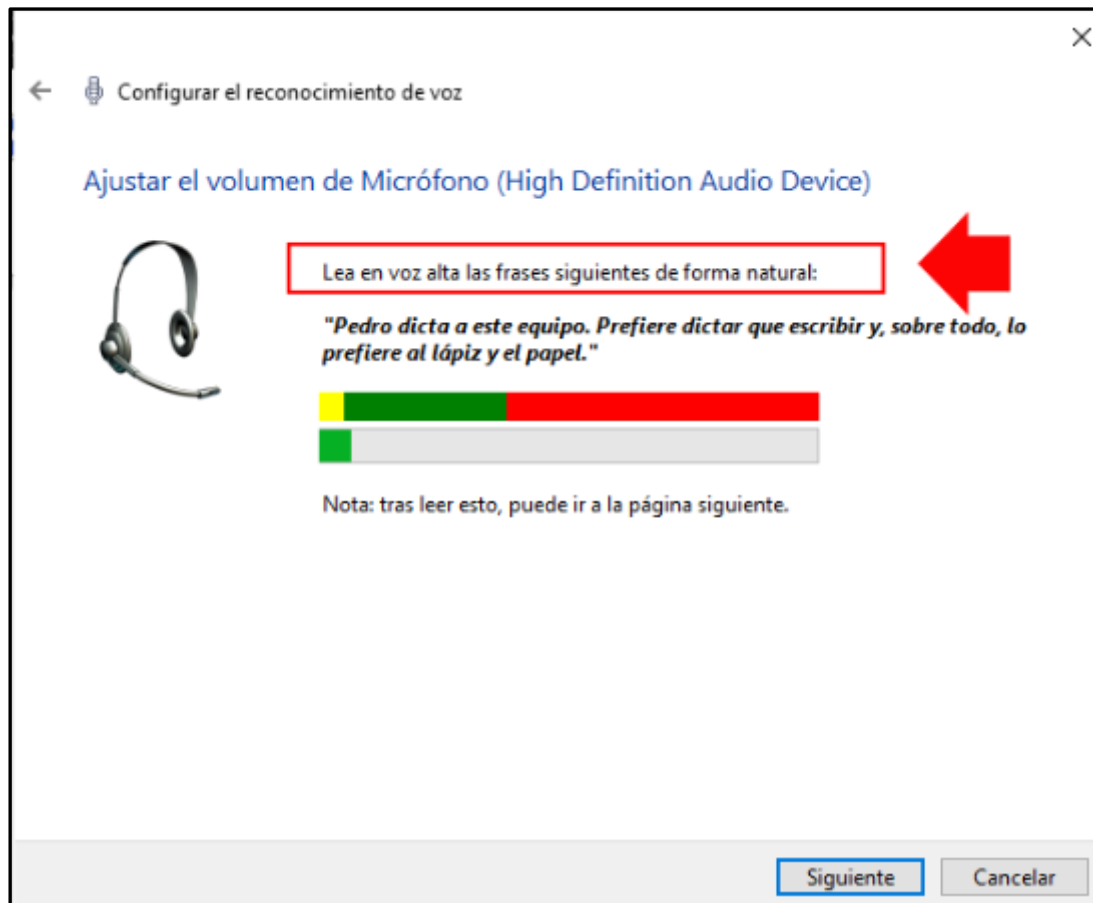 Configurar el reconocimiento de voz
Ajustar el volumen de Micrófono (High Definition Audio Device)
Lea en voz alta las frases siguientes de forma natural:
"Pedro dicta a este equipo. Prefiere dictar que escribir y, sobre todo, lo
prefiere al lápiz y el papel."
Nota: tras leer esto, puede ir a la página siguiente.
Siguiente Cancelar